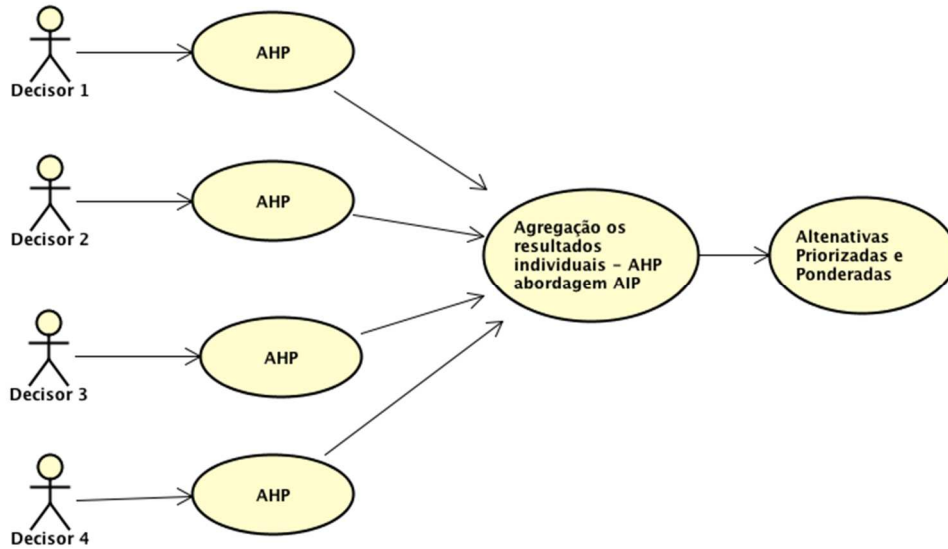 AHP
Decisor 1
AHP
Decisor 2
Agregação os
resultados
individuais - AHP
abordagem AIP
Altenativas
Priorizadas e
Ponderadas
AHP
Decisor 3
AHP
Decisor 4